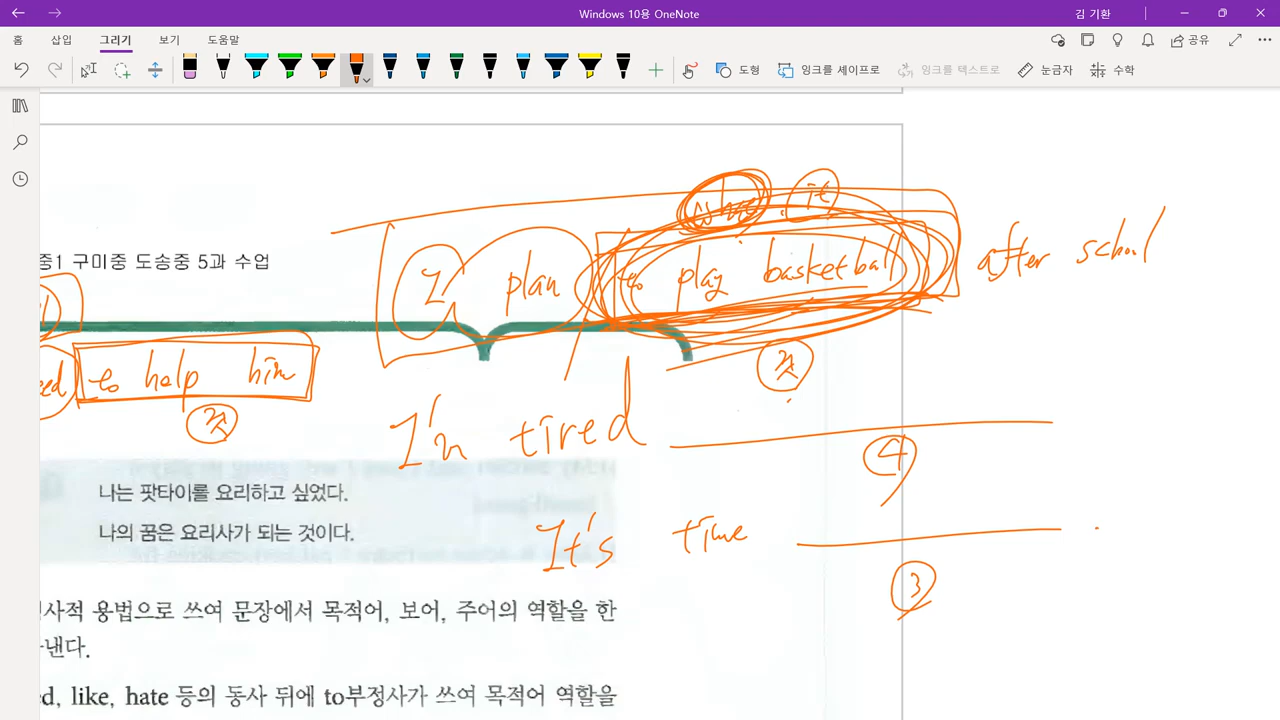 Windows 10용 OneNote
김 기환
홈 삽입 그리기 보기 도움말
공유
도형 잉크를 셰이프로 잉크를 텍스트로 눈금자 수학
it
중1 구미중 도송중 5과 수업
I plan to play basketball after school
to help him
것
것
I'm tired
④
나는 팟타이를 요리하고 싶었다.
나의 꿈은 요리사가 되는 것이다.
It's time
③
사적 용법으로 쓰여 문장에서 목적어, 보어, 주어의 역할을 한
낸다.
ed, like, hate 등의 동사 뒤에 to부정사가 쓰여 목적어 역할을